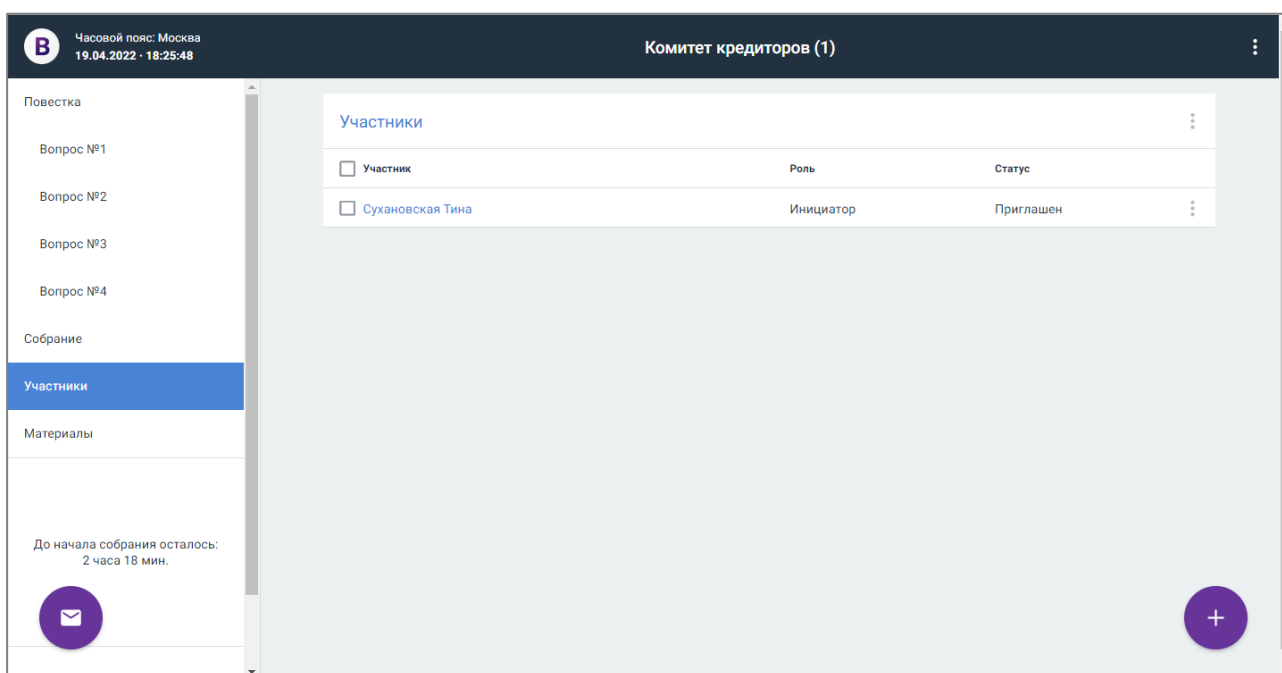 B
Часовой пояс: Москва
19.04.2022 · 18:25:48
Комитет кредиторов (1)
Повестка
Вопрос №1
Вопрос №2
Вопрос №3
Вопрос №4
Собрание
Участники
Материалы
До начала собрания осталось:
2 часа 18 мин.
Участники
Участник Роль Статус
Сухановская Тина Инициатор Приглашен